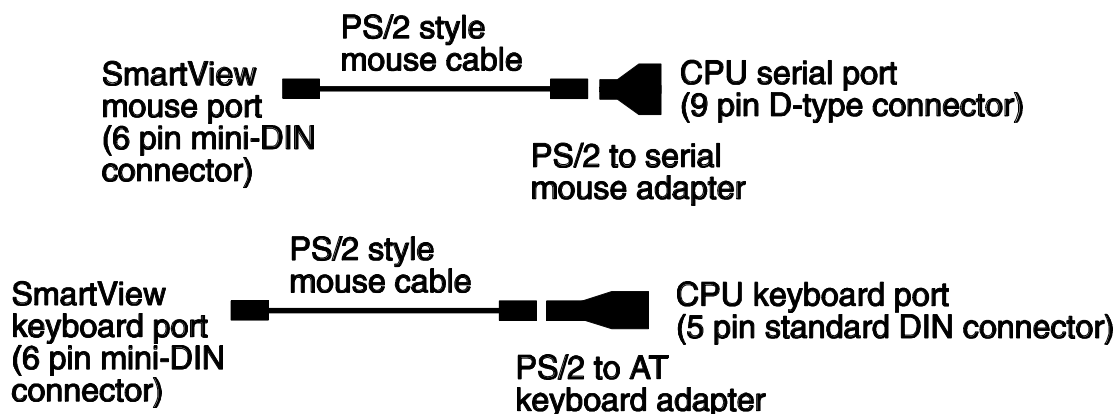 PS/2 style
mouse cable
SmartView
mouse port
(6 pin mini-DIN
connector)
CPU serial port
(9 pin D-type connector)
PS/2 to serial
mouse adapter
PS/2 style
mouse cable
SmartView
keyboard port
(6 pin mini-DIN
connector)
CPU keyboard port
(5 pin standard DIN connector)
PS/2 to AT
keyboard adapter